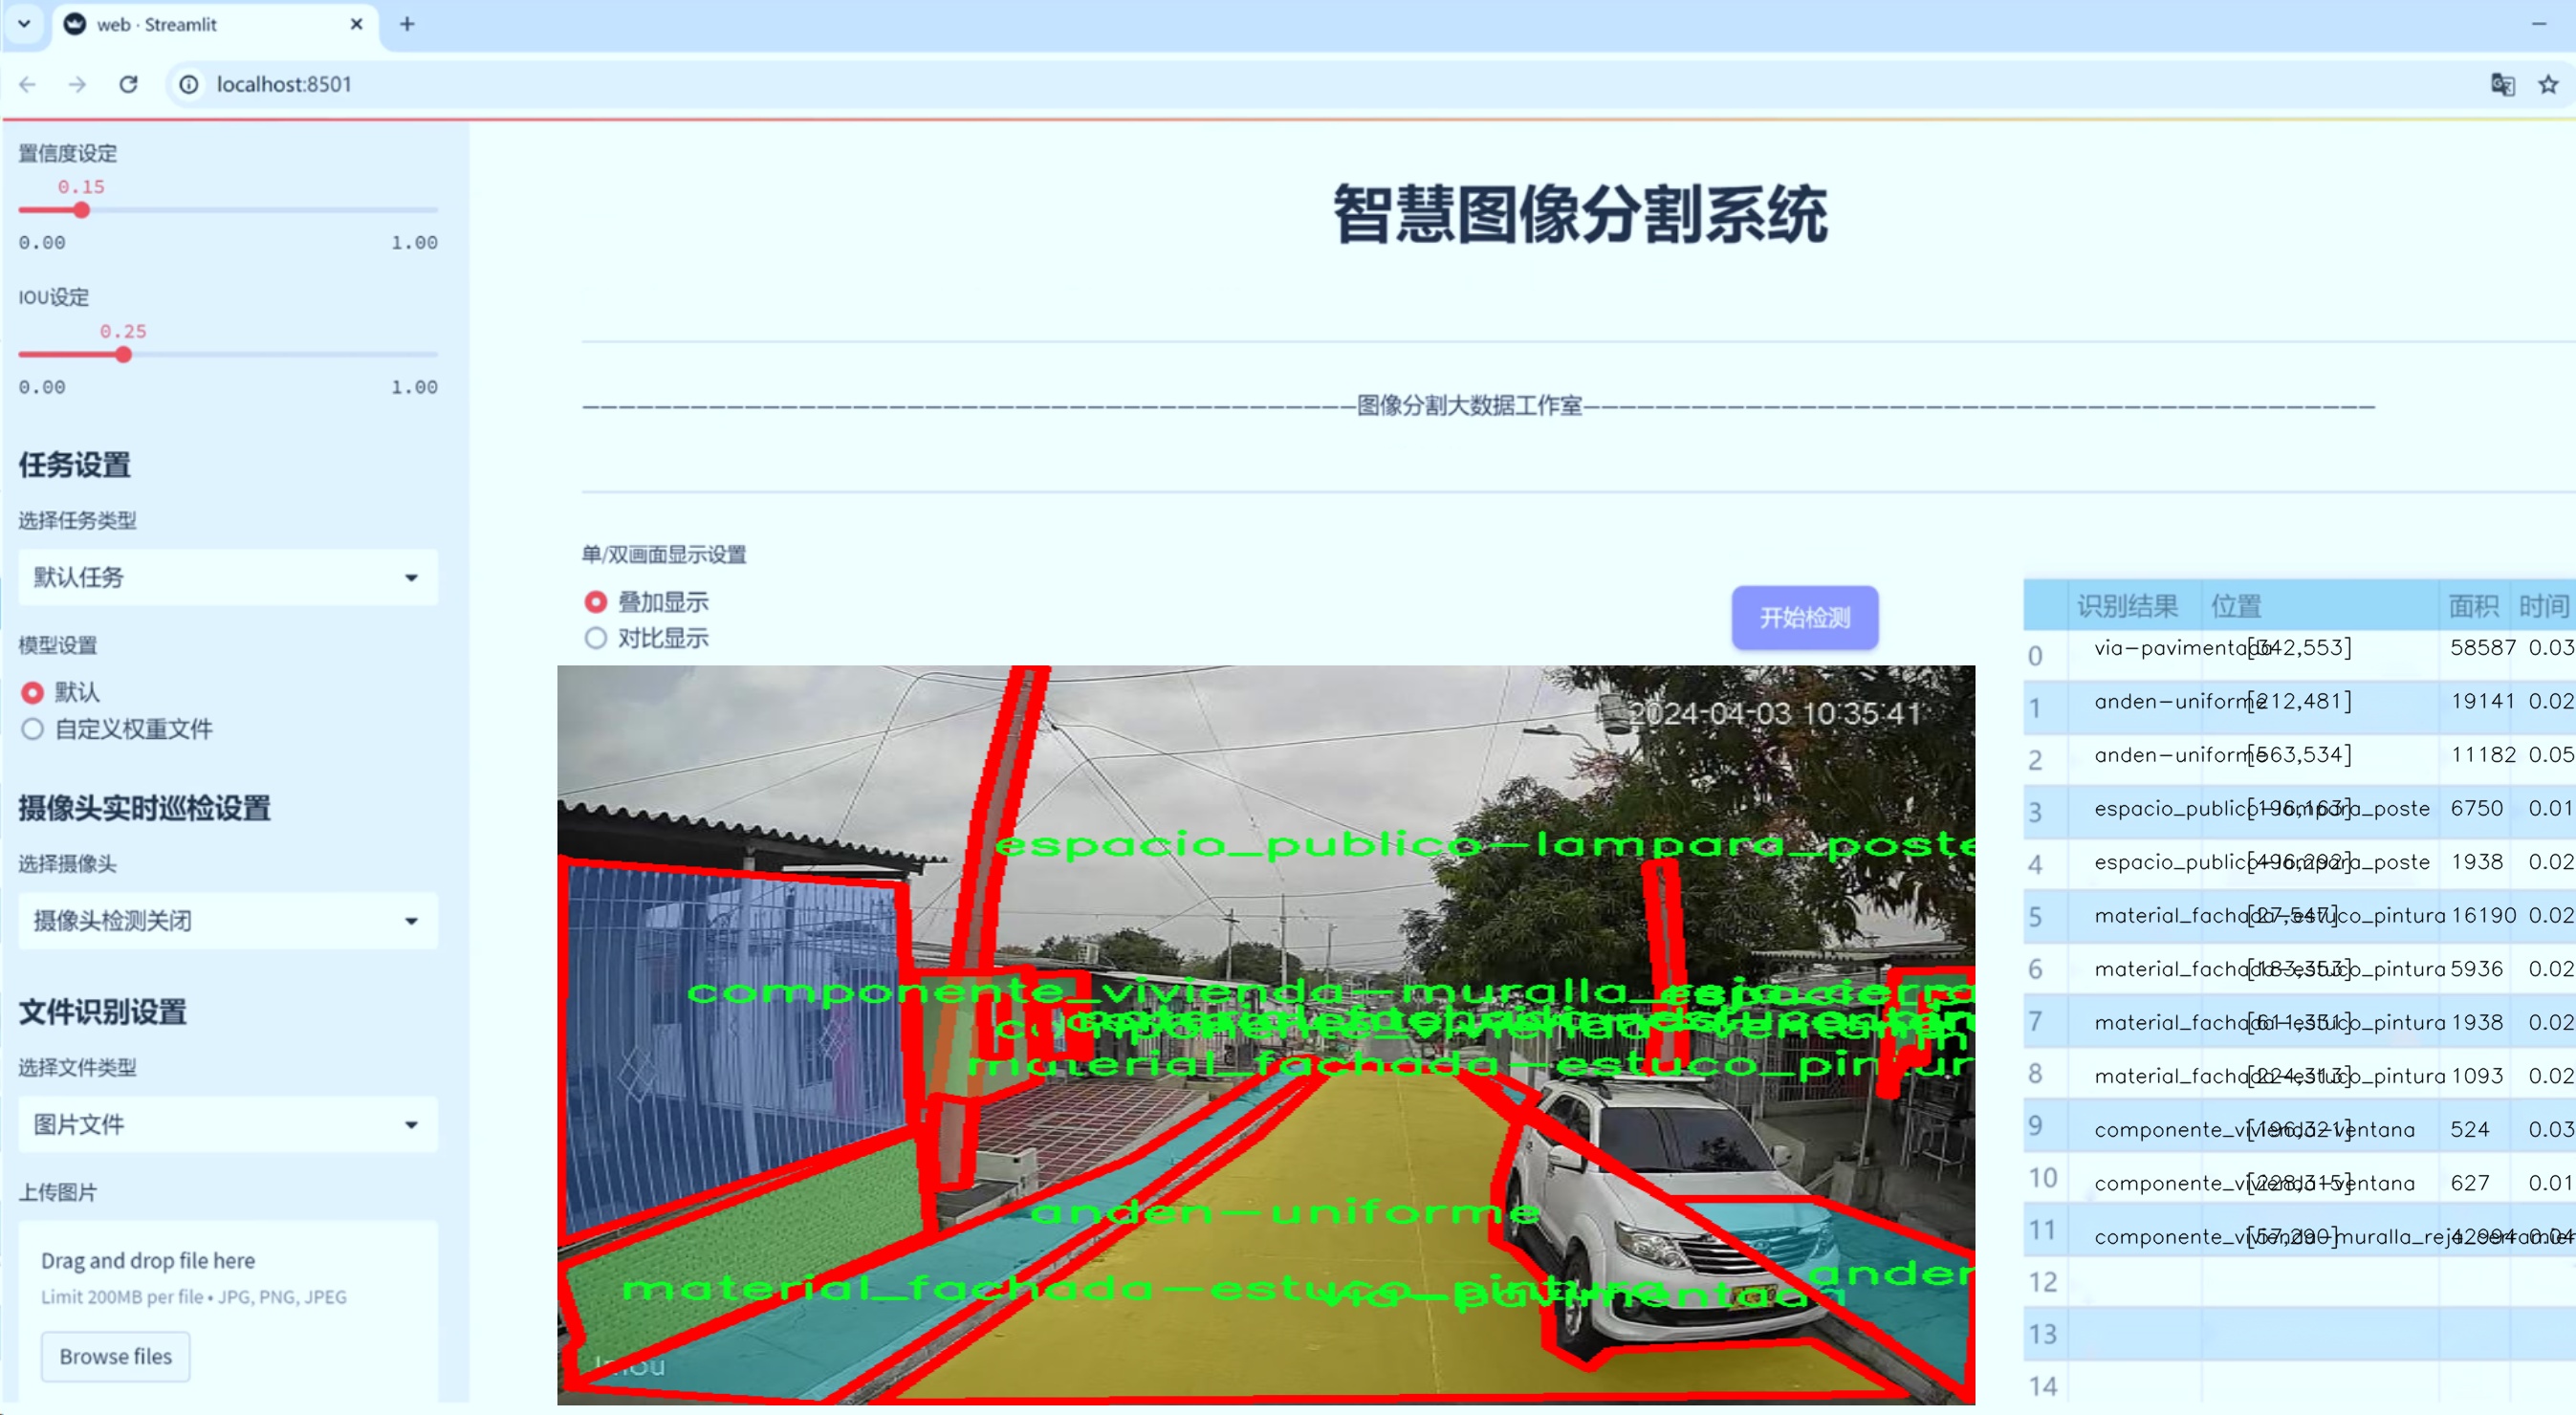 web · Streamlit
localhost:8501
置信度设定
0.15
0.00 1.00
IOU设定
0.25
0.00 1.00
任务设置
选择任务类型
默认任务
模型设置
默认
自定义权重文件
摄像头实时巡检设置
选择摄像头
摄像头检测关闭
文件识别设置
选择文件类型
图片文件
上传图片
Drag and drop file here
Limit 200MB per file • JPG, PNG, JPEG
Browse files
智慧图像分割系统
图像分割大数据工作室
单/双画面显示设置
叠加显示
对比显示
开始检测
2024-04-03 10:35:41
espacio_publico-lampara_poste
componente_vivienda-muralla_
material_fachada-estuco_pintur
anden-uniforme
material_fachada-estuco_pintura
anden
识别结果 位置 面积 时间
0 via-pavimentada [342,553] 58587 0.03
1 anden-uniforme [212,481] 19141 0.02
2 anden-uniforme [563,534] 11182 0.05
3 espacio_publico-lampara_poste [196,163] 6750 0.01
4 espacio_publico-lampara_poste [496,292] 1938 0.02
5 material_fachada-estuco_pintura [27,547] 16190 0.02
6 material_fachada-estuco_pintura [183,353] 5936 0.02
7 material_fachada-estuco_pintura [611,331] 1938 0.02
8 material_fachada-estuco_pintura [224,313] 1093 0.02
9 componente_vivienda-ventana [196,321] 524 0.03
10 componente_vivienda-ventana [228,315] 627 0.01
11 componente_vivienda-muralla_reja [57,290] 42994 0.04
12
13
14